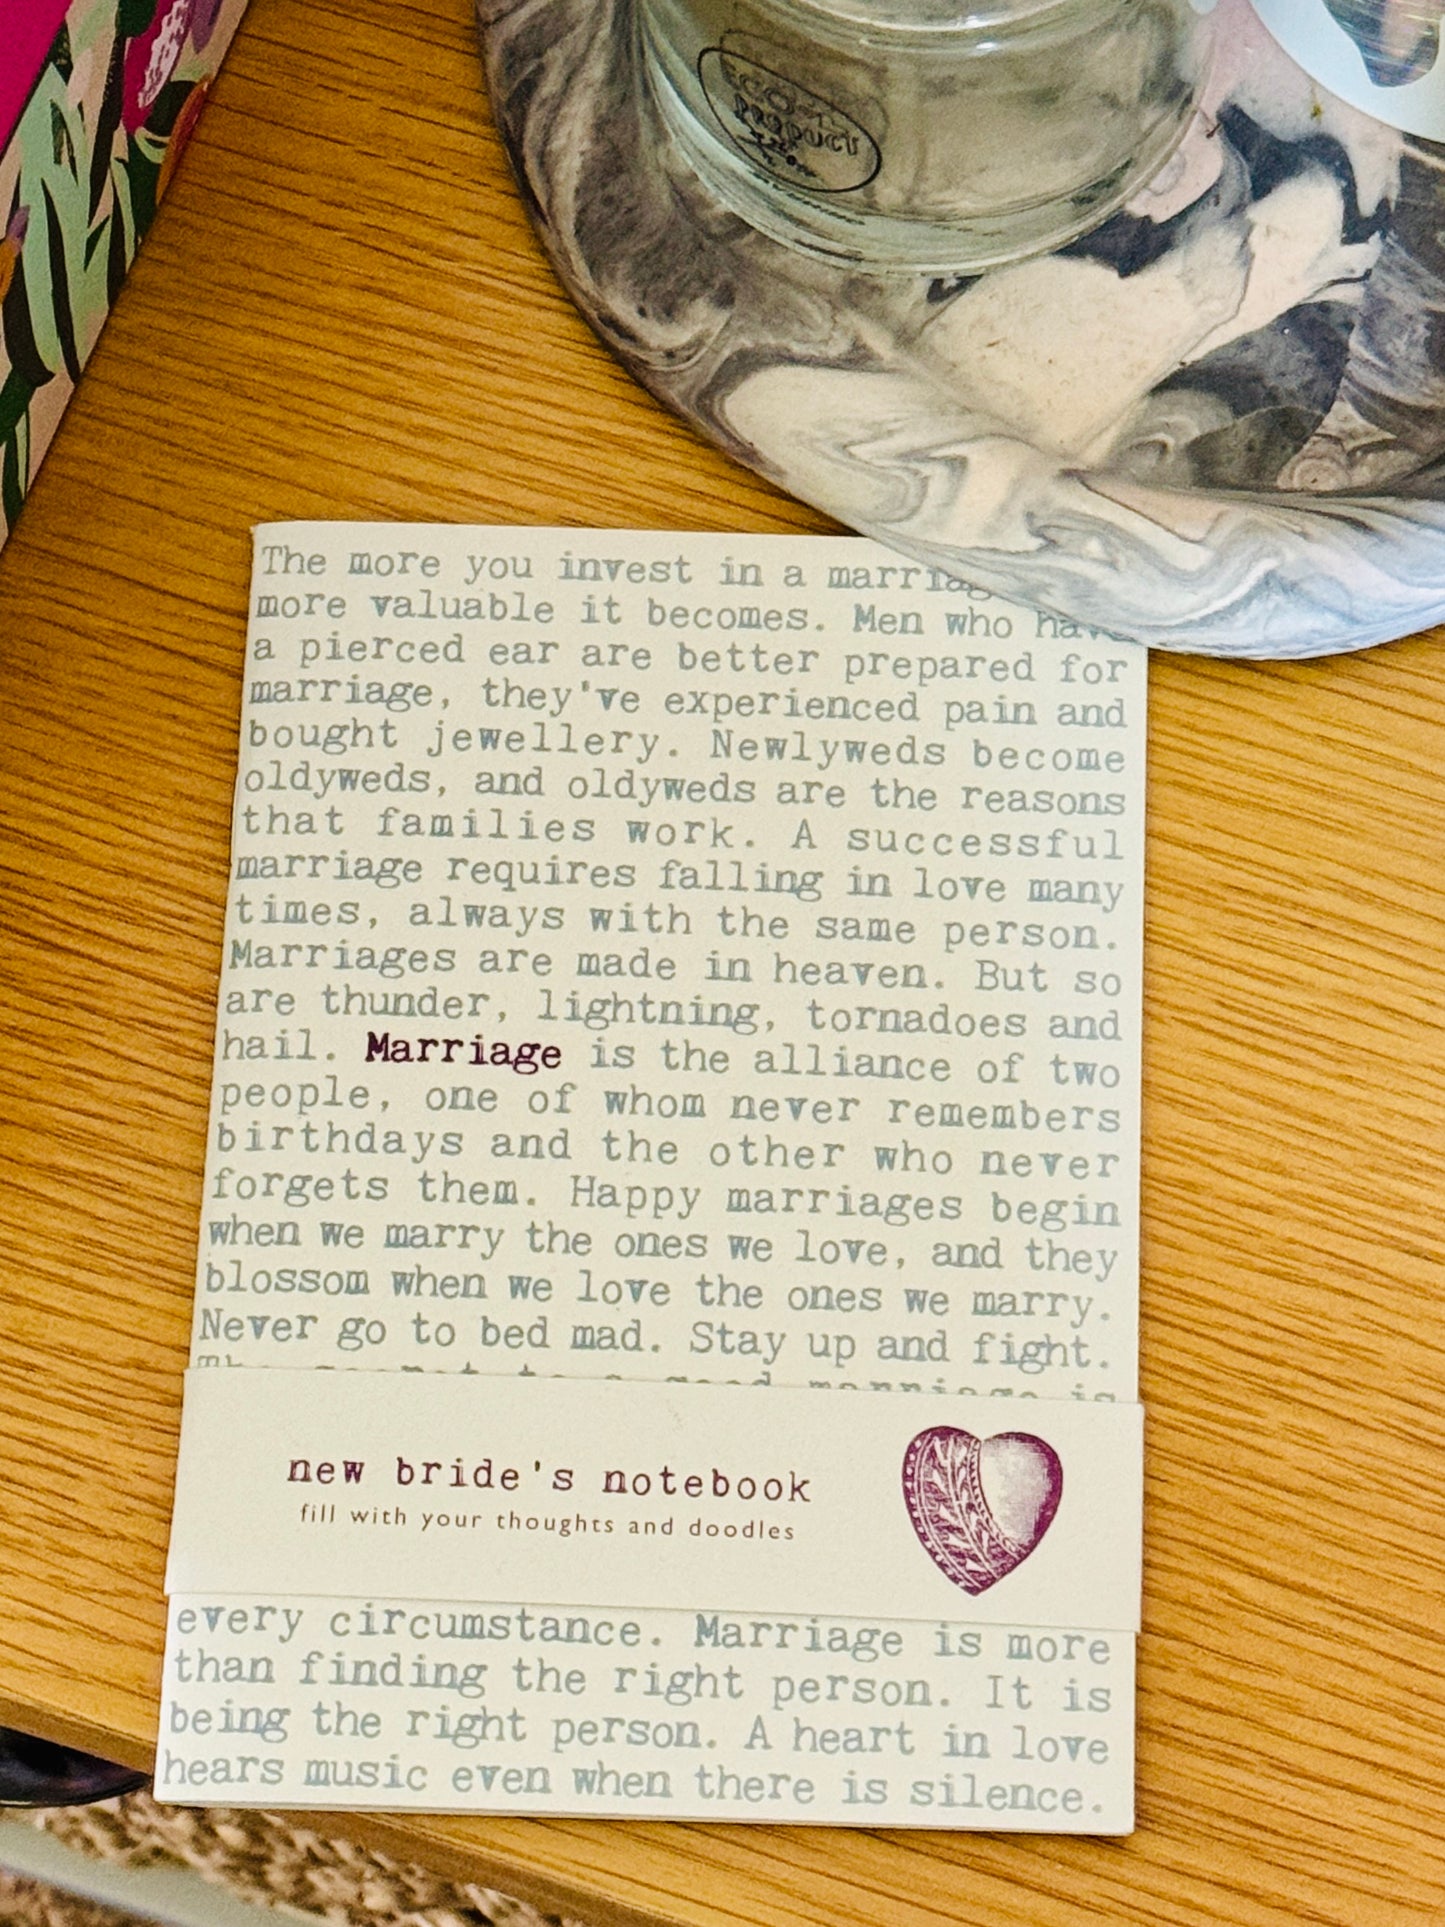 PRODUCT
The more you invest in a
more valuable it becomes. Men who have
a pierced ear are better prepared for
marriage, they've experienced pain and
bought jewellery. Newlyweds become
oldyweds, and oldyweds are the reasons
that families work. A successful
marriage requires falling in love many
times, always with the same person.
Marriages are made in heaven. But so
are thunder, lightning, tornadoes and
hail. Marriage is the alliance of two
people, one of whom never remembers
birthdays and the other who never
forgets them. Happy marriages begin
when we marry the ones we love, and they
blossom when we love the ones we marry.
Never go to bed mad. Stay up and fight.
new bride's notebook
fill with your thoughts and doodles
every circumstance. Marriage is more
than finding the right person. It is
being the right person. A heart in love
hears music even when there is silence.